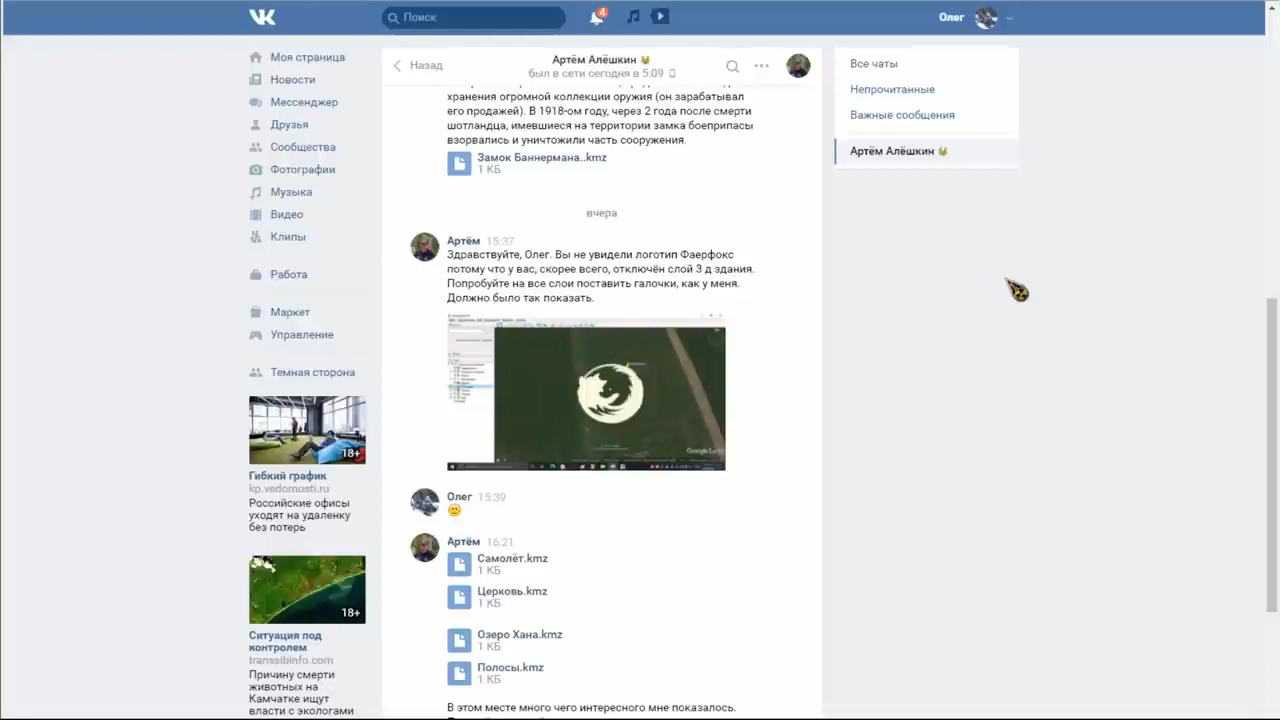 Поиск
4
Олег
Моя страница
Новости
Мессенджер
Друзья
Сообщества
Фотографии
Музыка
Видео
Клипы
Работа
Маркет
Управление
Темная сторона
18+
Гибкий график
kp.vedomosti.ru
Российские офисы
уходят на удаленку
без потерь
18+
Ситуация под
контролем
transsibinfo.com
Причину смерти
животных на
Камчатке ищут
власти с экологами
Назад
Артём Алёшкин
был в сети сегодня в 5:09
хранения огромной коллекции оружия (он зарабатывал
его продажей). В 1918-ом году, через 2 года после смерти
шотландца, имевшиеся на территории замка боеприпасы
взорвались и уничтожили часть сооружения.
Замок Баннермана..kmz
1 КБ
вчера
Артём 15:37
Здравствуйте, Олег. Вы не увидели логотип Фаерфокс
потому что у вас, скорее всего, отключён слой 3 д здания.
Попробуйте на все слои поставить галочки, как у меня.
Должно было так показать.
Олег 15:39
Артём 16:21
Самолёт.kmz
1 КБ
Церковь.kmz
1 КБ
Озеро Хана.kmz
1 КБ
Полосы.kmz
1 КБ
В этом месте много чего интересного мне показалось.
Все чаты
Непрочитанные
Важные сообщения
Артём Алёшкин